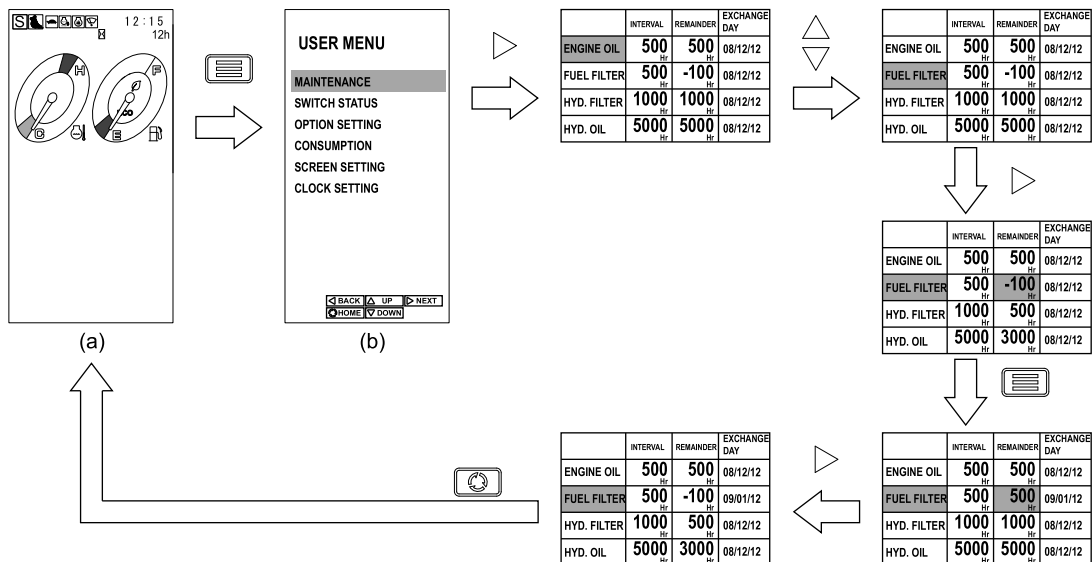 S 12:15
12h
H F
C E
ECO
(a)
USER MENU
MAINTENANCE
SWITCH STATUS
OPTION SETTING
CONSUMPTION
SCREEN SETTING
CLOCK SETTING
BACK UP NEXT
HOME DOWN
(b)
INTERVAL REMAINDER EXCHANGE DAY
ENGINE OIL 500 Hr 500 Hr 08/12/12
FUEL FILTER 500 Hr -100 Hr 08/12/12
HYD. FILTER 1000 Hr 1000 Hr 08/12/12
HYD. OIL 5000 Hr 5000 Hr 08/12/12
INTERVAL REMAINDER EXCHANGE DAY
ENGINE OIL 500 Hr 500 Hr 08/12/12
FUEL FILTER 500 Hr -100 Hr 08/12/12
HYD. FILTER 1000 Hr 1000 Hr 08/12/12
HYD. OIL 5000 Hr 5000 Hr 08/12/12
INTERVAL REMAINDER EXCHANGE DAY
ENGINE OIL 500 Hr 500 Hr 08/12/12
FUEL FILTER 500 Hr -100 Hr 08/12/12
HYD. FILTER 1000 Hr 500 Hr 08/12/12
HYD. OIL 5000 Hr 3000 Hr 08/12/12
INTERVAL REMAINDER EXCHANGE DAY
ENGINE OIL 500 Hr 500 Hr 08/12/12
FUEL FILTER 500 Hr 500 Hr 09/01/12
HYD. FILTER 1000 Hr 1000 Hr 08/12/12
HYD. OIL 5000 Hr 5000 Hr 08/12/12
INTERVAL REMAINDER EXCHANGE DAY
ENGINE OIL 500 Hr 500 Hr 08/12/12
FUEL FILTER 500 Hr -100 Hr 09/01/12
HYD. FILTER 1000 Hr 500 Hr 08/12/12
HYD. OIL 5000 Hr 3000 Hr 08/12/12